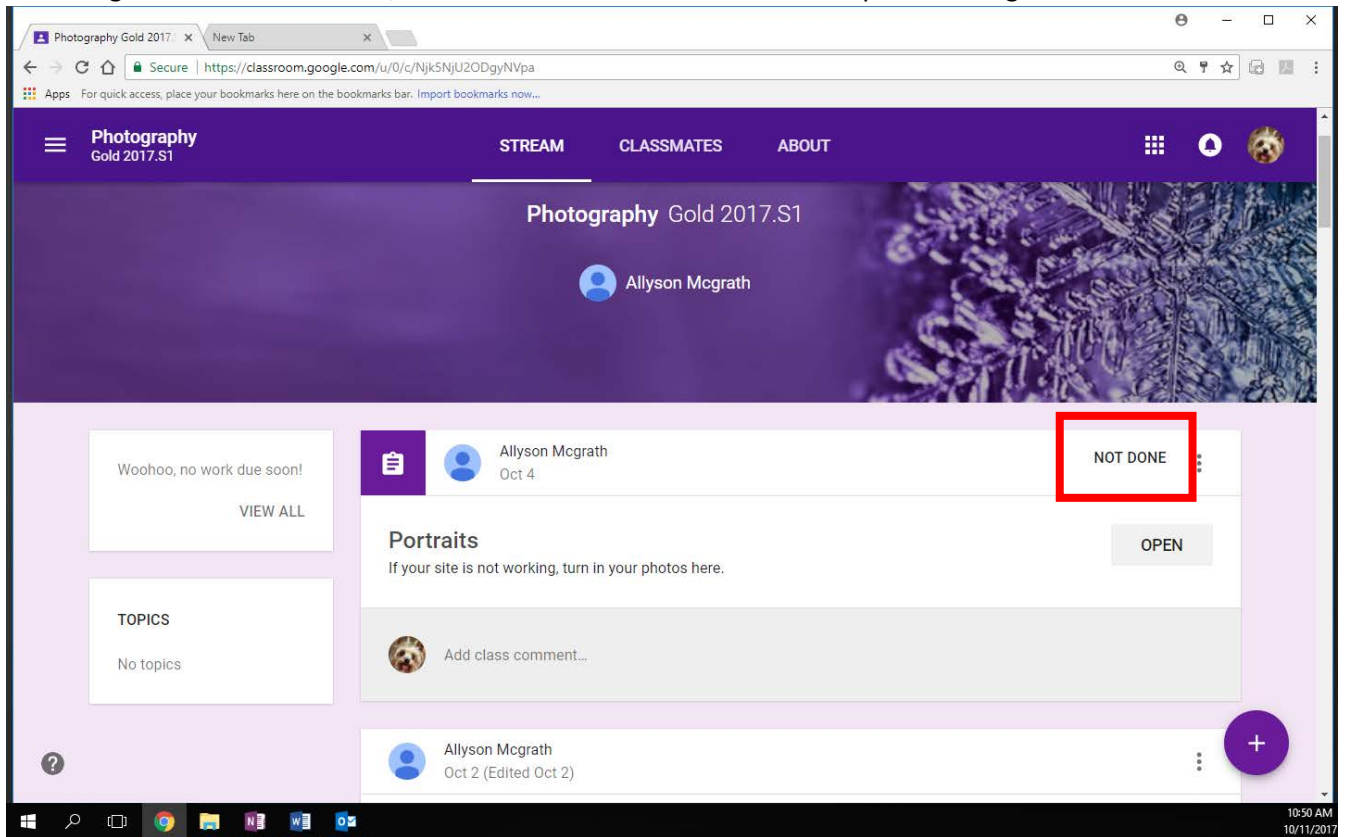 Photography Gold 2017.
New Tab
Secure | https://classroom.google.com/u/0/c/Njk5NjU2ODgyNVpa
Apps For quick access, place your bookmarks here on the bookmarks bar. Import bookmarks now...
Photography
Gold 2017.S1
STREAM CLASSMATES ABOUT
Photography Gold 2017.S1
Allyson Mcgrath
Woohoo, no work due soon!
VIEW ALL
TOPICS
No topics
Allyson Mcgrath
Oct 4
NOT DONE
Portraits
If your site is not working, turn in your photos here.
OPEN
Add class comment...
Allyson Mcgrath
Oct 2 (Edited Oct 2)
10:50 AM
10/11/2017